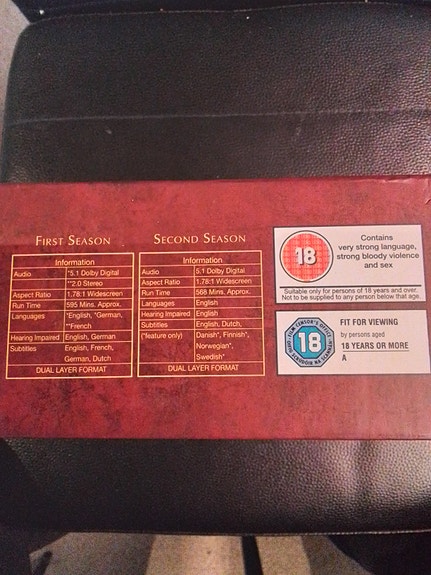 FIRST SEASON
Information
Audio *5.1 Dolby Digital
**2.0 Stereo
Aspect Ratio 1.78:1 Widescreen
Run Time 595 Mins. Approx.
Languages *English, *German,
**French
Hearing Impaired English, German
Subtitles English, French,
German, Dutch
DUAL LAYER FORMAT
SECOND SEASON
Information
Audio 5.1 Dolby Digital
Aspect Ratio 1.78:1 Widescreen
Run Time 568 Mins. Approx.
Languages English
Hearing Impaired English
Subtitles English, Dutch,
(*feature only) Danish*, Finnish*,
Norwegian*,
Swedish*
DUAL LAYER FORMAT
18
Contains
very strong language,
strong bloody violence
and sex
Suitable only for persons of 18 years and over.
Not to be supplied to any person below that age.
FILM CENSOR'S OFFICE
18
FIT FOR VIEWING
by persons aged
18 YEARS OR MORE
A